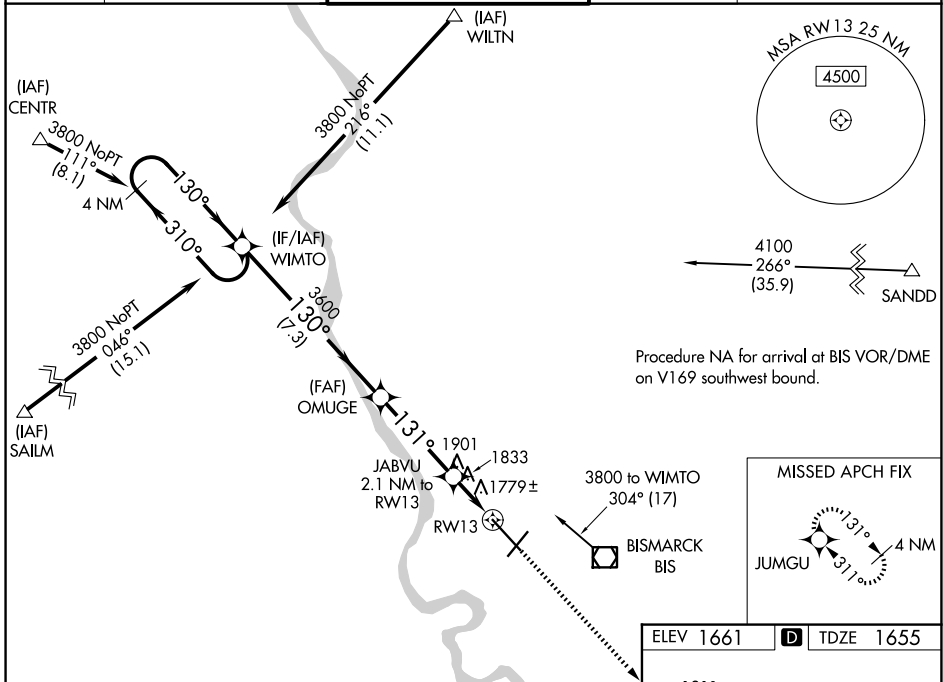 (IAF)
WILTN
MSA RW13 25 NM
4500
(IAF)
CENTR
3800 NoPT
111°
(8.1)
3800 NoPT
216°
(11.1)
4 NM
130°
310°
(IF/IAF)
WIMTO
4100
266°
(35.9)
SANDD
3800 NoPT
046°
(15.1)
3600
130°
(7.3)
Procedure NA for arrival at BIS VOR/DME
on V169 southwest bound.
(IAF)
SAILM
(FAF)
OMUGE
131°
1901
1833
1779±
JABVU
2.1 NM to
RW13
RW13
3800 to WIMTO
304° (17)
BISMARCK
BIS
MISSED APCH FIX
131°
4 NM
JUMGU
311°
ELEV 1661
D
TDZE 1655